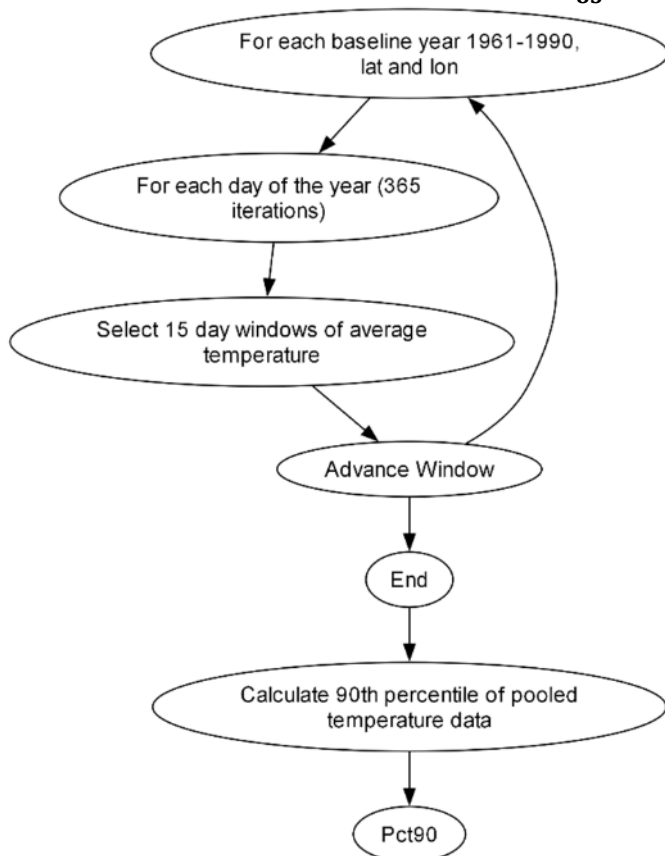 For each baseline year 1961-1990,
lat and lon
For each day of the year (365
iterations)
Select 15 day windows of average
temperature
Advance Window
End
Calculate 90th percentile of pooled
temperature data
Pct90